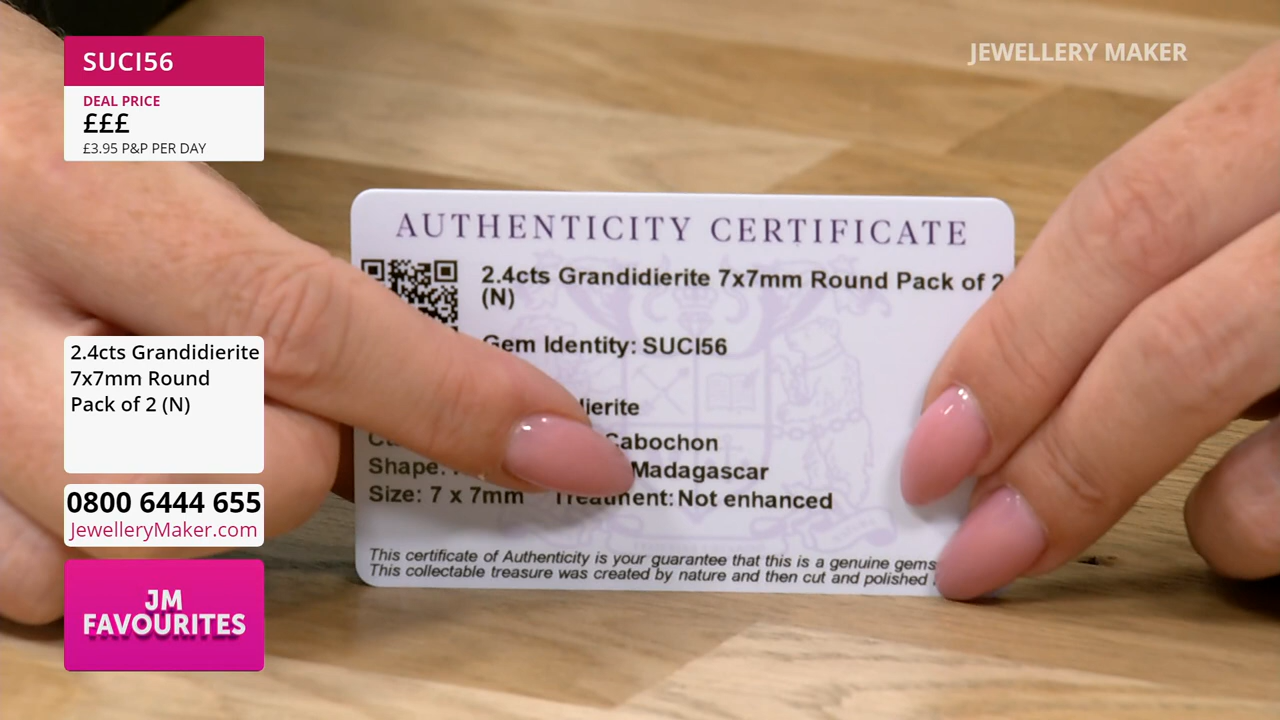 SUCI56
DEAL PRICE
£££
£3.95 P&P PER DAY
JEWELLERY MAKER
AUTHENTICITY CERTIFICATE
2.4cts Grandidierite 7x7mm Round Pack of 2
(N)
Gem Identity: SUCI56
ierite
Cabochon
Shape: Madagascar
Size: 7 x 7mm Treatment: Not enhanced
This certificate of Authenticity is your guarantee that this is a genuine gems
This collectable treasure was created by nature and then cut and polished
2.4cts Grandidierite
7x7mm Round
Pack of 2 (N)
0800 6444 655
JewelleryMaker.com
JM
FAVOURITES